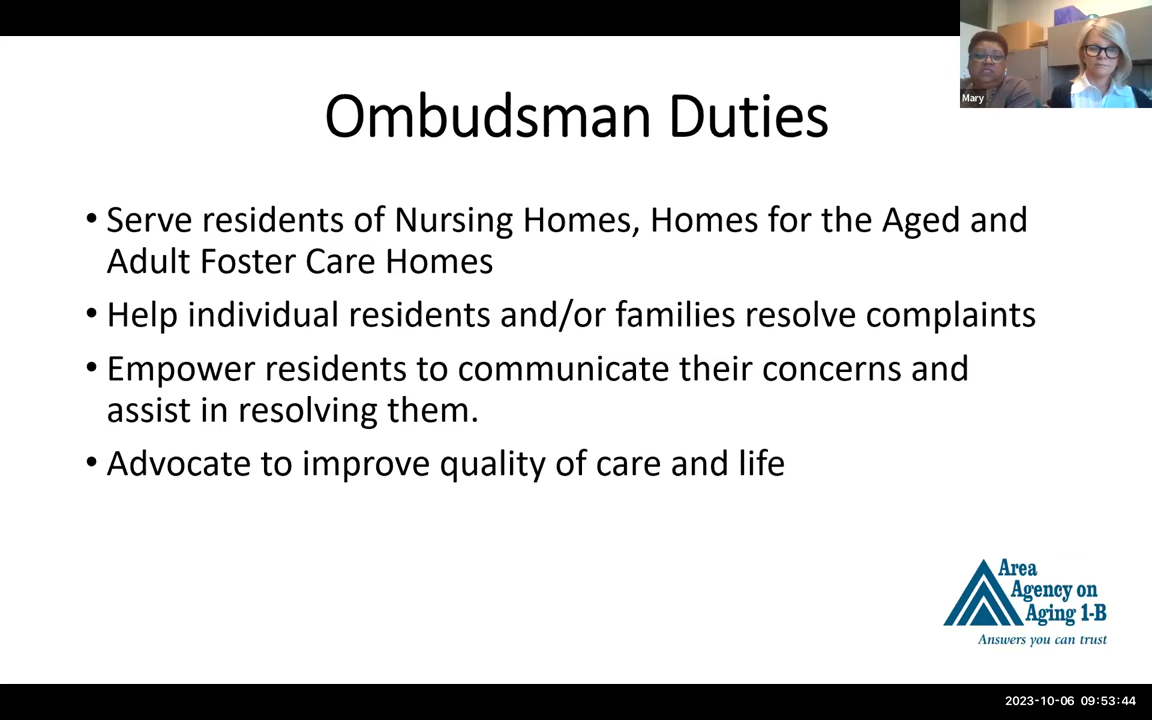 Mary
Ombudsman Duties
• Serve residents of Nursing Homes, Homes for the Aged and
Adult Foster Care Homes
• Help individual residents and/or families resolve complaints
• Empower residents to communicate their concerns and
assist in resolving them.
• Advocate to improve quality of care and life
Area
Agency on
Aging 1-B
Answers you can trust
2023-10-06 09:53:44